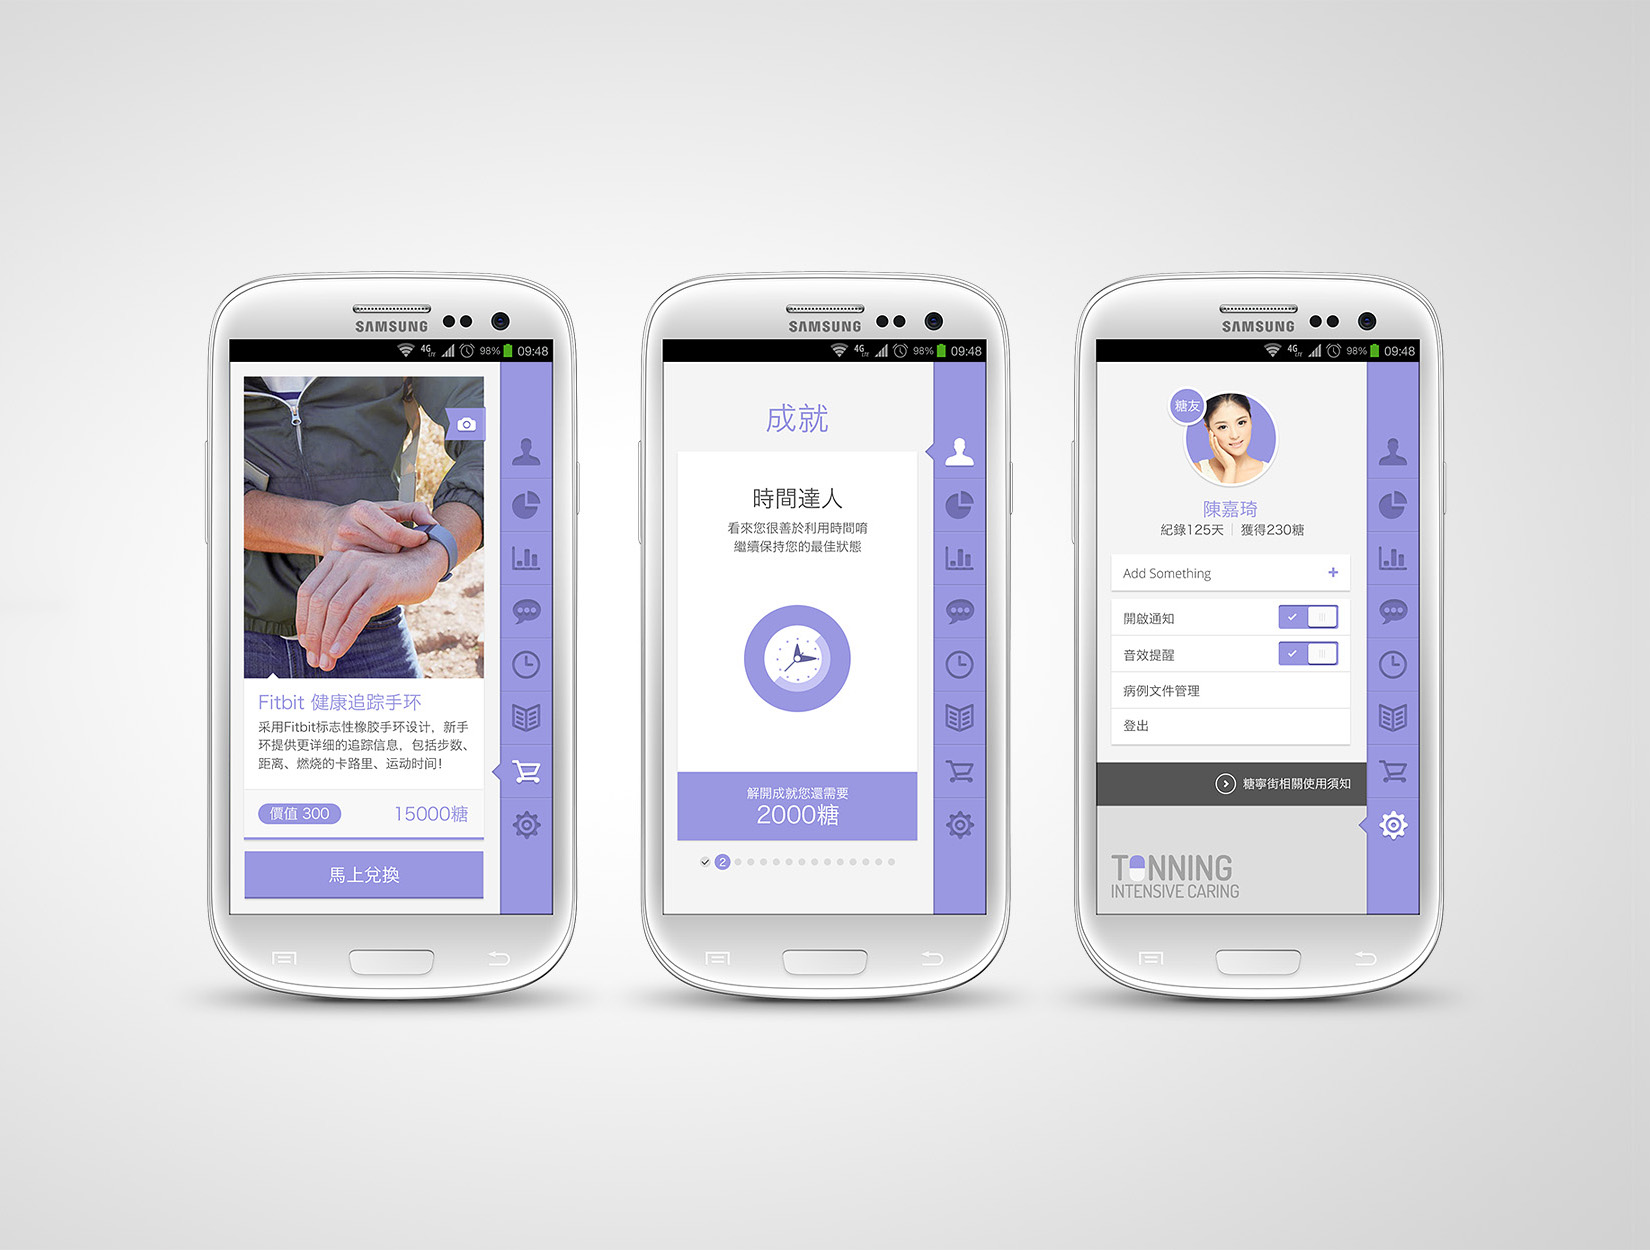 SAMSUNG
4G LTE 98% 09:48
Fitbit 健康追踪手环
采用Fitbit标志性橡胶手环设计，新手
环提供更详细的追踪信息，包括步数、
距离、燃烧的卡路里、运动时间！
價值 300 15000糖
馬上兌換
SAMSUNG
4G LTE 98% 09:48
成就
時間達人
看來您很善於利用時間唷
繼續保持您的最佳狀態
解開成就您還需要
2000糖
2
SAMSUNG
4G LTE 98% 09:48
糖友
陳嘉琦
紀錄125天 | 獲得230糖
Add Something +
開啟通知
音效提醒
病例文件管理
登出
糖寧街相關使用須知
TONNING
INTENSIVE CARING